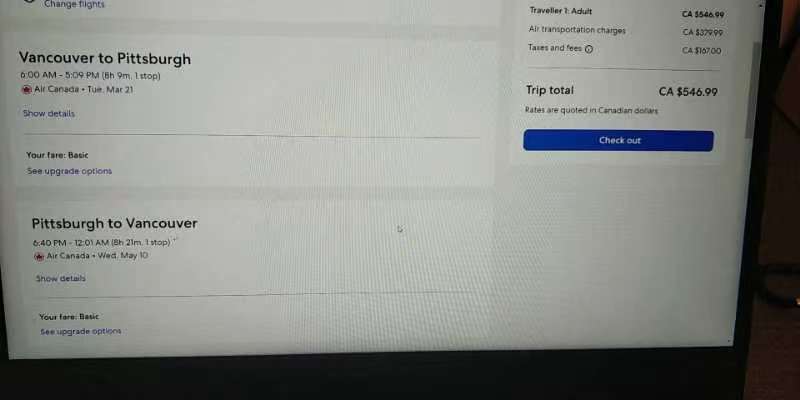 Change flights
Vancouver to Pittsburgh
6:00 AM - 5:09 PM (8h 9m, 1 stop)
Air Canada • Tue, Mar 21
Show details
Your fare: Basic
See upgrade options
Pittsburgh to Vancouver
6:40 PM - 12:01 AM (8h 21m, 1 stop)
Air Canada • Wed, May 10
Show details
Your fare: Basic
See upgrade options
Traveller 1: Adult CA $546.99
Air transportation charges CA $379.99
Taxes and fees CA $167.00
Trip total CA $546.99
Rates are quoted in Canadian dollars
Check out